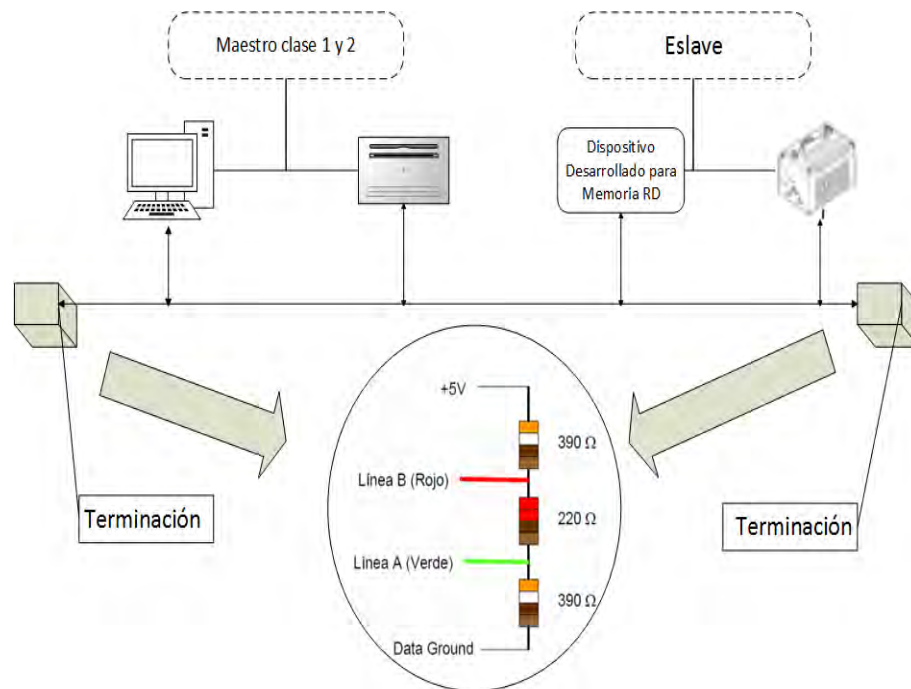 Maestro clase 1 y 2
Eslave
Dispositivo
Desarrollado para
Memoría RD
+5V
390 Ω
Línea B (Rojo)
220 Ω
Terminación
Terminación
Línea A (Verde)
390 Ω
Data Ground